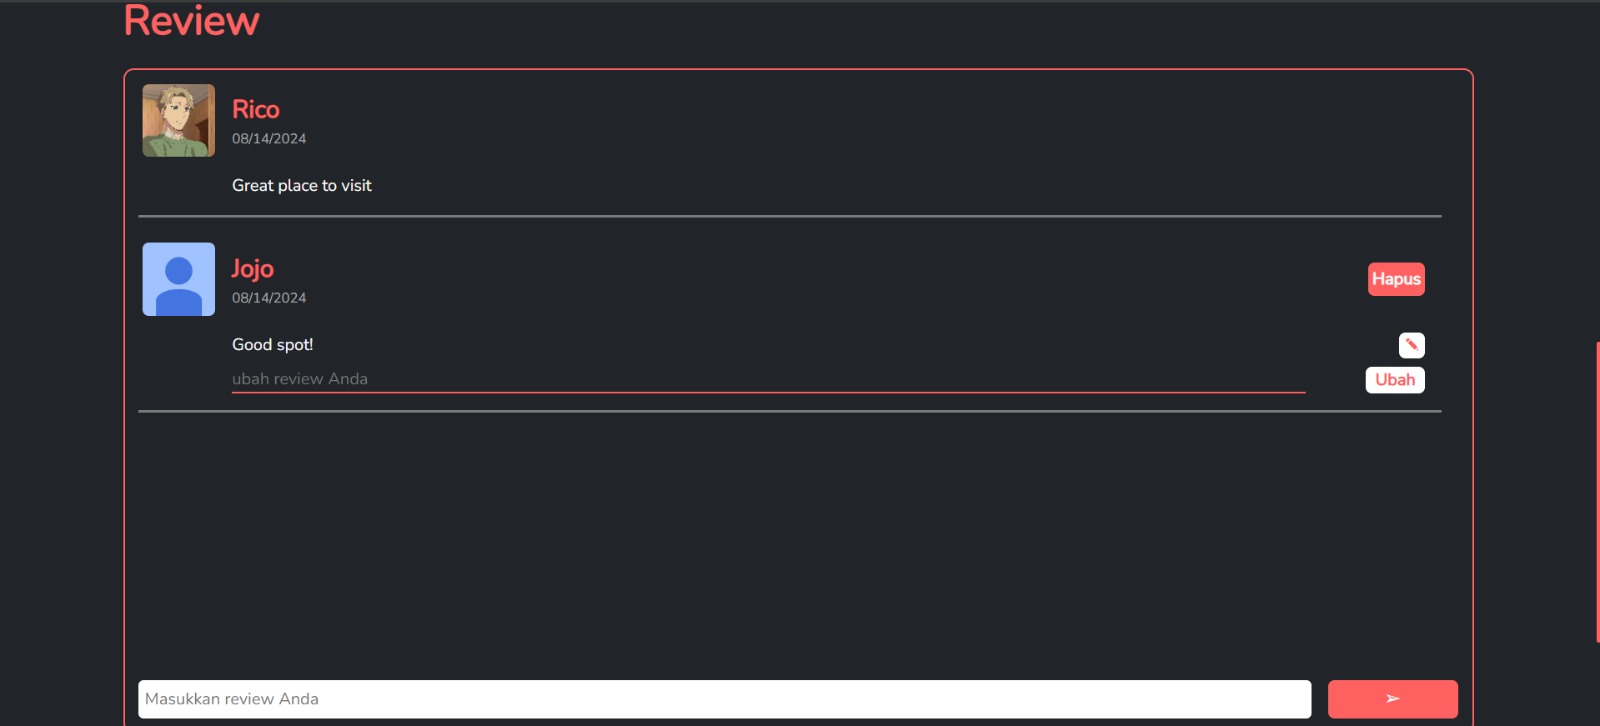 Review
Rico
08/14/2024
Great place to visit
Jojo
Hapus
08/14/2024
Good spot!
ubah review Anda
Ubah
Masukkan review Anda